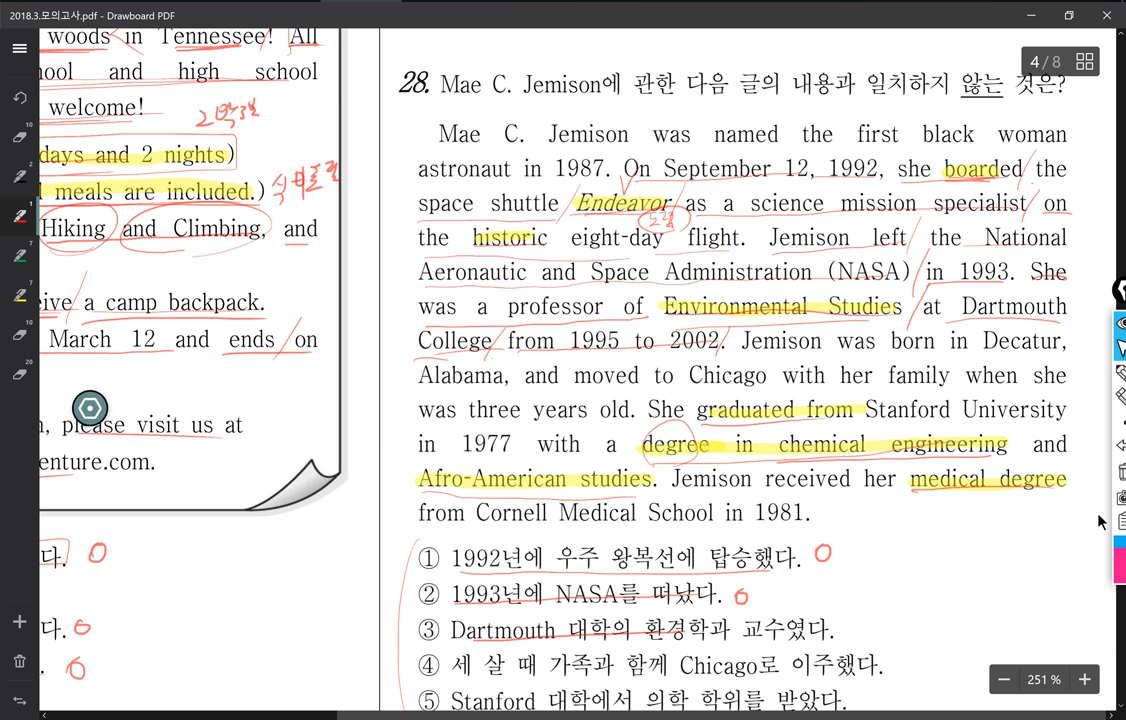 2018.3.모의고사.pdf - Drawboard PDF
woods in Tennessee! All
ool and high school
welcome!
2박3일
days and 2 nights)
meals are included.)
Hiking and Climbing, and
ive a camp backpack.
March 12 and ends on
, please visit us at
enture.com.
다.
다.
4 / 8
28. Mae C. Jemison에 관한 다음 글의 내용과 일치하지 않는 것은?
Mae C. Jemison was named the first black woman
astronaut in 1987. On September 12, 1992, she boarded the
space shuttle Endeavor as a science mission specialist on
the historic eight-day flight. Jemison left the National
Aeronautic and Space Administration (NASA) in 1993. She
was a professor of Environmental Studies at Dartmouth
College from 1995 to 2002. Jemison was born in Decatur,
Alabama, and moved to Chicago with her family when she
was three years old. She graduated from Stanford University
in 1977 with a degree in chemical engineering and
Afro-American studies. Jemison received her medical degree
from Cornell Medical School in 1981.
① 1992년에 우주 왕복선에 탑승했다.
② 1993년에 NASA를 떠났다.
③ Dartmouth 대학의 환경학과 교수였다.
④ 세 살 때 가족과 함께 Chicago로 이주했다.
⑤ Stanford 대학에서 의학 학위를 받았다.
251 %